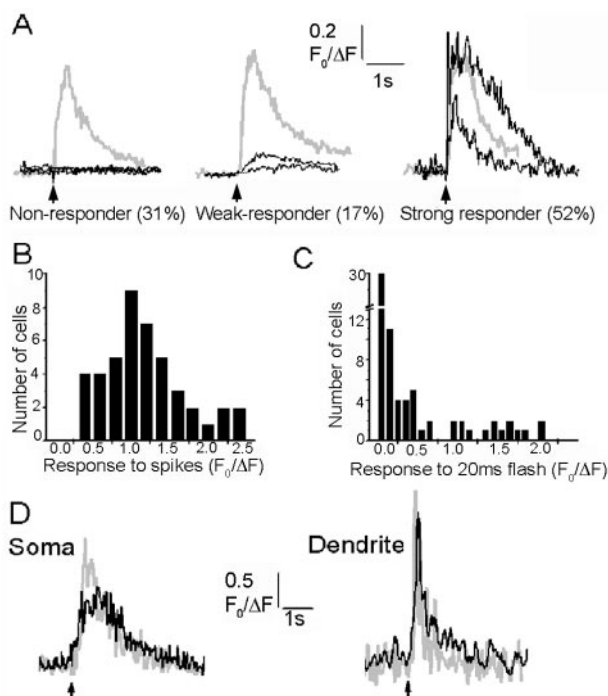 A
0.2
F₀/ΔF
1s
Non-responder (31%)
Weak-responder (17%)
Strong responder (52%)
B
10
8
6
4
2
0
Number of cells
0.0 0.5 1.0 1.5 2.0 2.5
Response to spikes (F₀/ΔF)
C
30
12
8
4
0
Number of cells
0.0 0.5 1.0 1.5 2.0
Response to 20ms flash (F₀/ΔF)
D
Soma
0.5
F₀/ΔF
1s
Dendrite